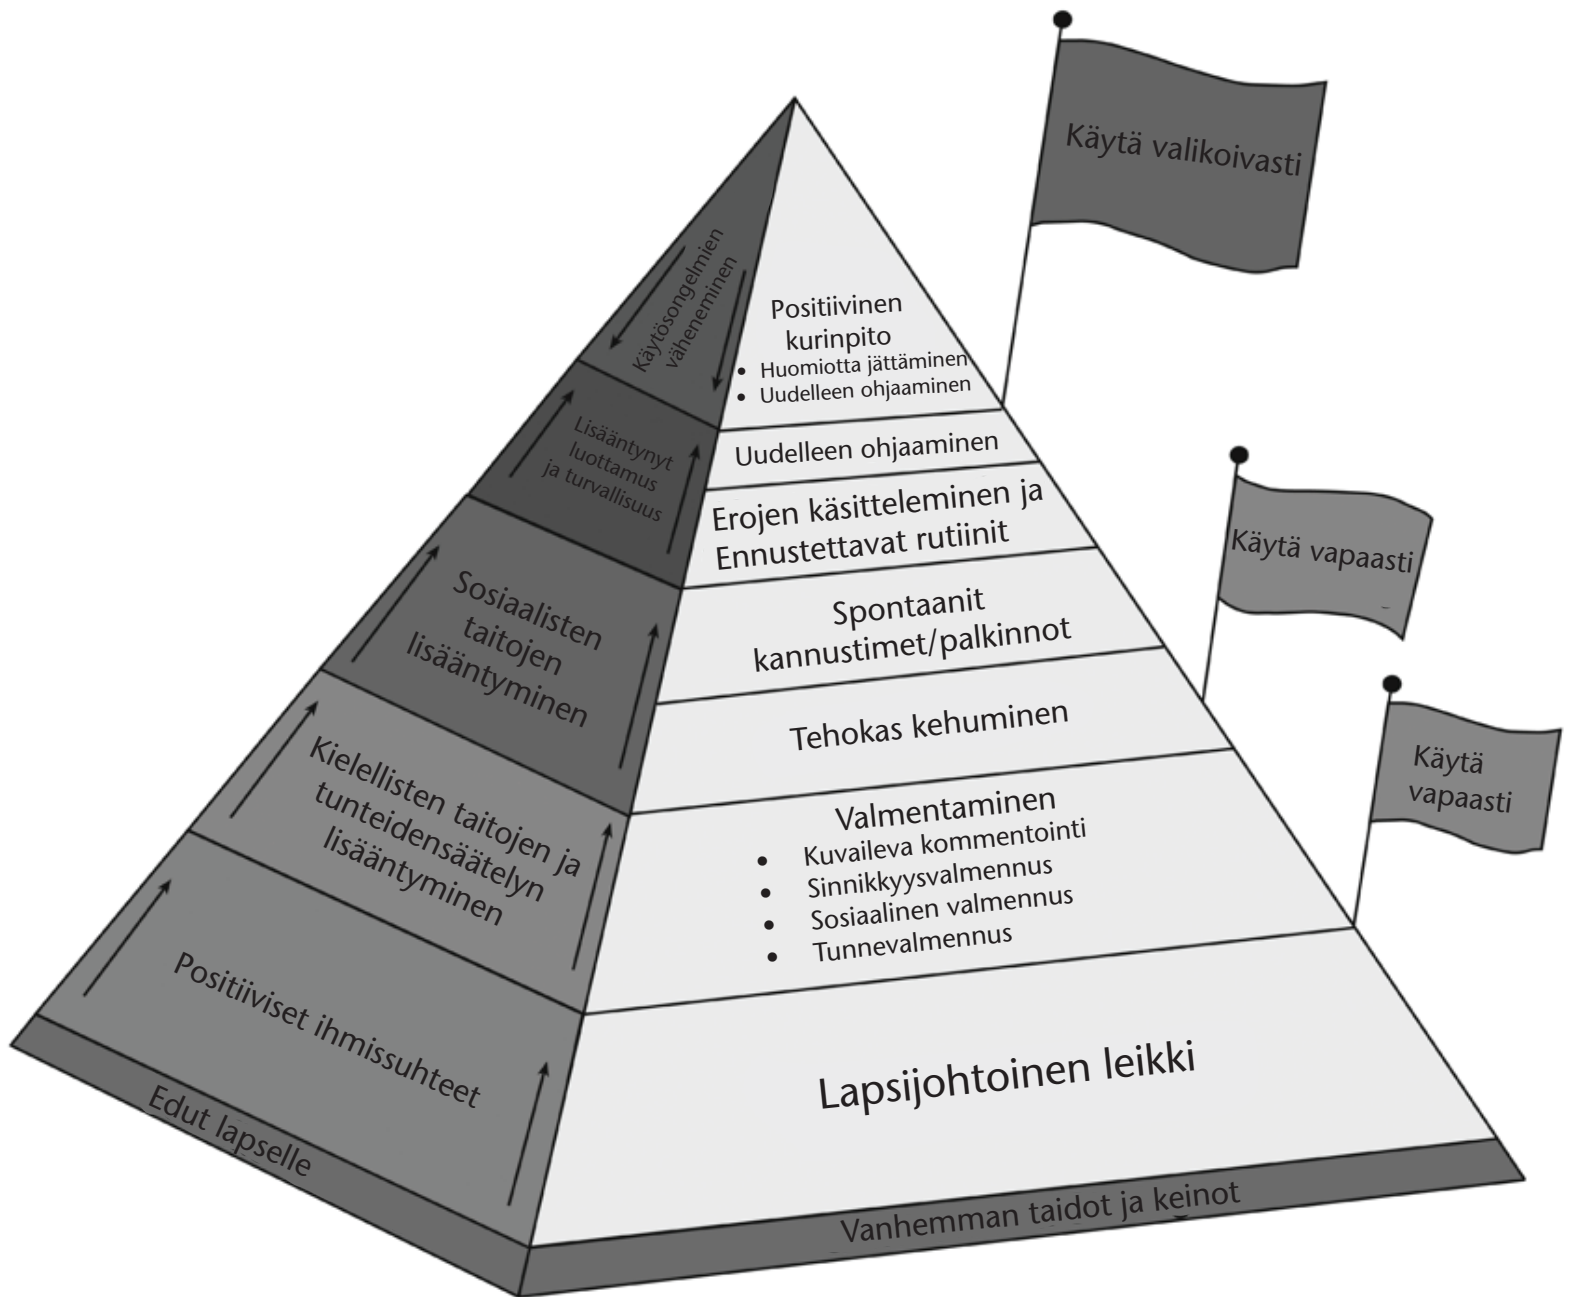 Käytä valikoivasti
Käytösongelmien
väheneminen
Positiivinen
kurinpito
• Huomiotta jättäminen
• Uudelleen ohjaaminen
Lisääntynyt
luottamus
ja turvallisuus
Uudelleen ohjaaminen
Erojen käsitteleminen ja
Ennustettavat rutiinit
Käytä vapaasti
Sosiaalisten
taitojen
lisääntyminen
Spontaanit
kannustimet/palkinnot
Tehokas kehuminen
Käytä
vapaasti
Kielellisten taitojen ja
tunteidensäätelyn
lisääntyminen
Valmentaminen
• Kuvaileva kommentointi
• Sinnikkyysvalmennus
• Sosiaalinen valmennus
• Tunnevalmennus
Positiiviset ihmissuhteet
Lapsijohtoinen leikki
Edut lapselle
Vanhemman taidot ja keinot